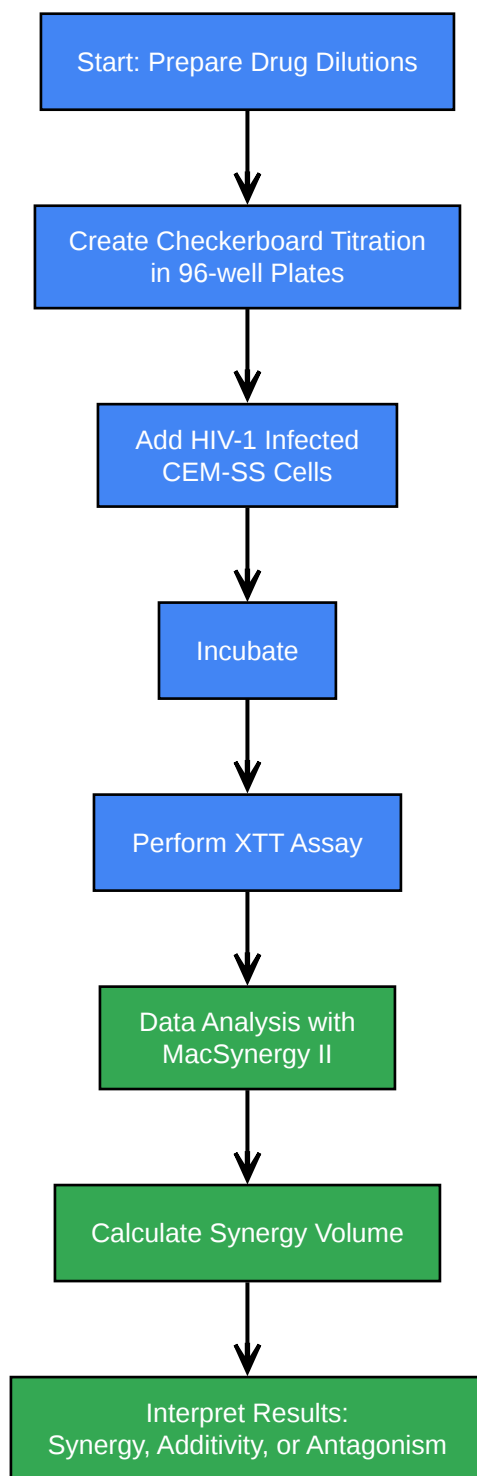 Start: Prepare Drug Dilutions
Create Checkerboard Titration
in 96-well Plates
Add HIV-1 Infected
CEM-SS Cells
Incubate
Perform XTT Assay
Data Analysis with
MacSynergy II
Calculate Synergy Volume
Interpret Results:
Synergy, Additivity, or Antagonism